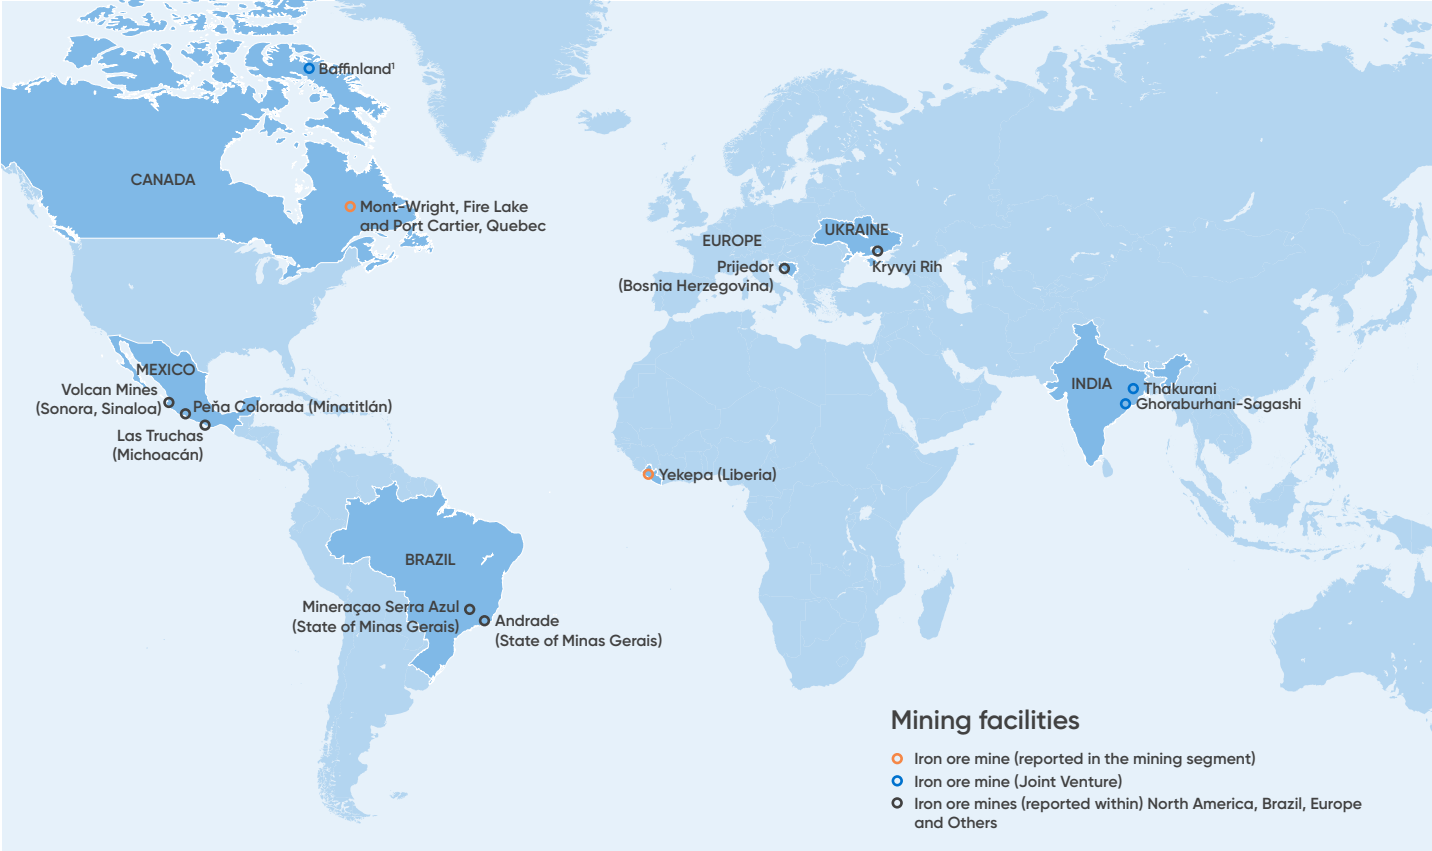 Baffinland¹
CANADA
Mont-Wright, Fire Lake
and Port Cartier, Quebec
UKRAINE
EUROPE
Kryvyi Rih
Prijedor
(Bosnia Herzegovina)
MEXICO
Volcan Mines
(Sonora, Sinaloa)
Peňa Colorada (Minatitlán)
Las Truchas
(Michoacán)
INDIA
Thakurani
Ghoraburhani-Sagashi
Yekepa (Liberia)
BRAZIL
Mineraçao Serra Azul
(State of Minas Gerais)
Andrade
(State of Minas Gerais)
Mining facilities
Iron ore mine (reported in the mining segment)
Iron ore mine (Joint Venture)
Iron ore mines (reported within) North America, Brazil, Europe
and Others